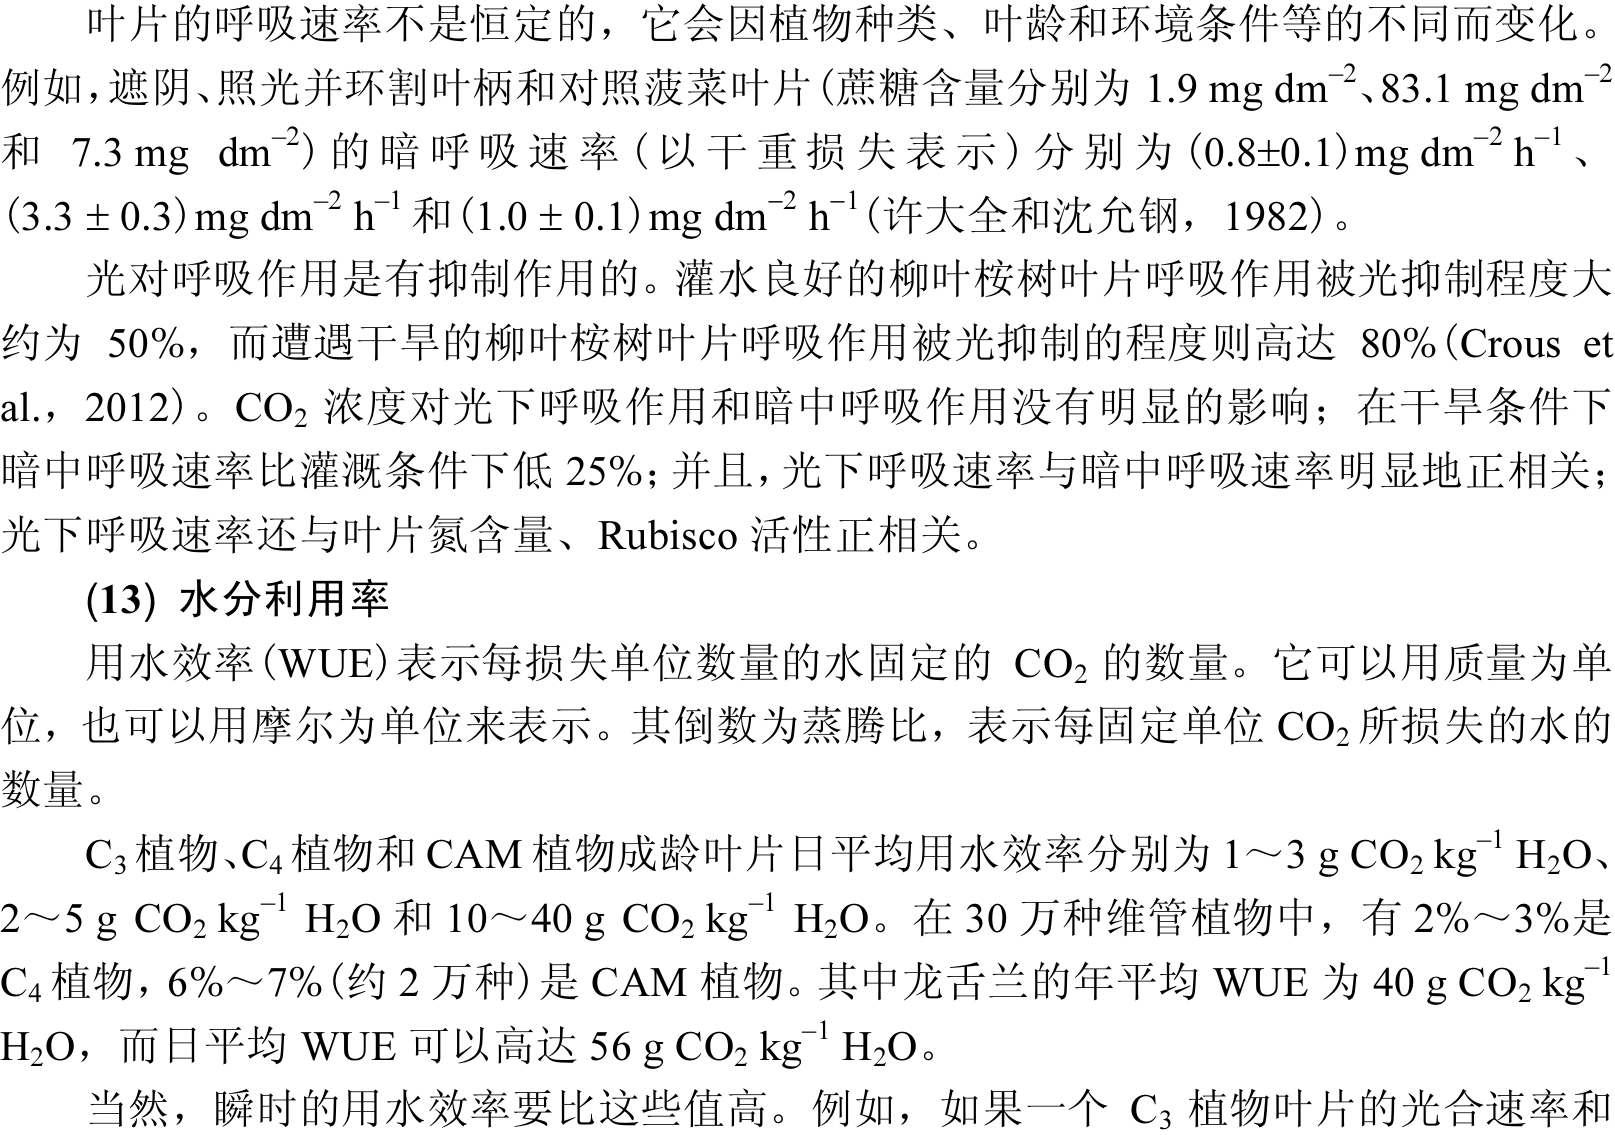 叶片的呼吸速率不是恒定的，它会因植物种类、叶龄和环境条件等的不同而变化。
例如，遮阴、照光并环割叶柄和对照菠菜叶片(蔗糖含量分别为 1.9 mg dm⁻²、83.1 mg dm⁻²
和 7.3 mg dm⁻²)的暗呼吸速率(以干重损失表示)分别为(0.8±0.1)mg dm⁻² h⁻¹、
(3.3 ± 0.3)mg dm⁻² h⁻¹ 和(1.0 ± 0.1)mg dm⁻² h⁻¹(许大全和沈允钢，1982)。
光对呼吸作用是有抑制作用的。灌水良好的柳叶桉树叶片呼吸作用被光抑制程度大
约为 50%，而遭遇干旱的柳叶桉树叶片呼吸作用被光抑制的程度则高达 80%(Crous et
al.，2012)。CO₂ 浓度对光下呼吸作用和暗中呼吸作用没有明显的影响；在干旱条件下
暗中呼吸速率比灌溉条件下低 25%；并且，光下呼吸速率与暗中呼吸速率明显地正相关；
光下呼吸速率还与叶片氮含量、Rubisco 活性正相关。
(13) 水分利用率
用水效率(WUE)表示每损失单位数量的水固定的 CO₂ 的数量。它可以用质量为单
位，也可以用摩尔为单位来表示。其倒数为蒸腾比，表示每固定单位 CO₂所损失的水的
数量。
C₃植物、C₄植物和 CAM 植物成龄叶片日平均用水效率分别为 1～3 g CO₂ kg⁻¹ H₂O、
2～5 g CO₂ kg⁻¹ H₂O 和 10～40 g CO₂ kg⁻¹ H₂O。在 30 万种维管植物中，有 2%～3%是
C₄植物，6%～7%(约 2 万种)是 CAM 植物。其中龙舌兰的年平均 WUE 为 40 g CO₂ kg⁻¹
H₂O，而日平均 WUE 可以高达 56 g CO₂ kg⁻¹ H₂O。
当然，瞬时的用水效率要比这些值高。例如，如果一个 C₃ 植物叶片的光合速率和